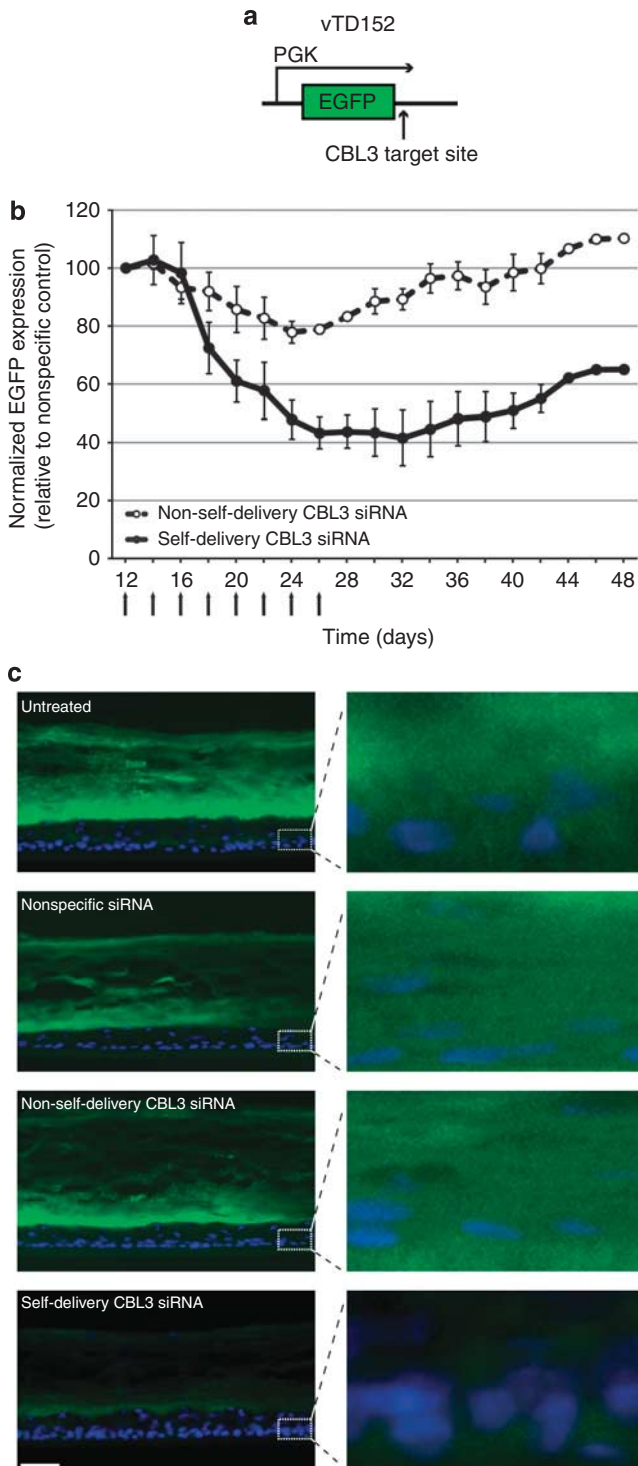 a
vTD152
PGK
EGFP
CBL3 target site
b
Normalized EGFP expression
(relative to nonspecific control)
120
100
80
60
40
20
0
Non-self-delivery CBL3 siRNA
Self-delivery CBL3 siRNA
12 16 20 24 28 32 36 40 44 48
Time (days)
c
Untreated
Nonspecific siRNA
Non-self-delivery CBL3 siRNA
Self-delivery CBL3 siRNA